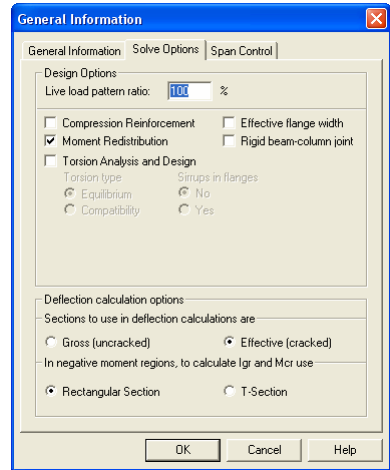 General Information
General Information Solve Options Span Control
Design Options
Live load pattern ratio: 100 %
Compression Reinforcement Effective flange width
Moment Redistribution Rigid beam-column joint
Torsion Analysis and Design
Torsion type Sirrups in flanges
Equilibrium No
Compatibility Yes
Deflection calculation options
Sections to use in deflection calculations are
Gross (uncracked) Effective (cracked)
In negative moment regions, to calculate Igr and Mcr use
Rectangular Section T-Section
OK Cancel Help